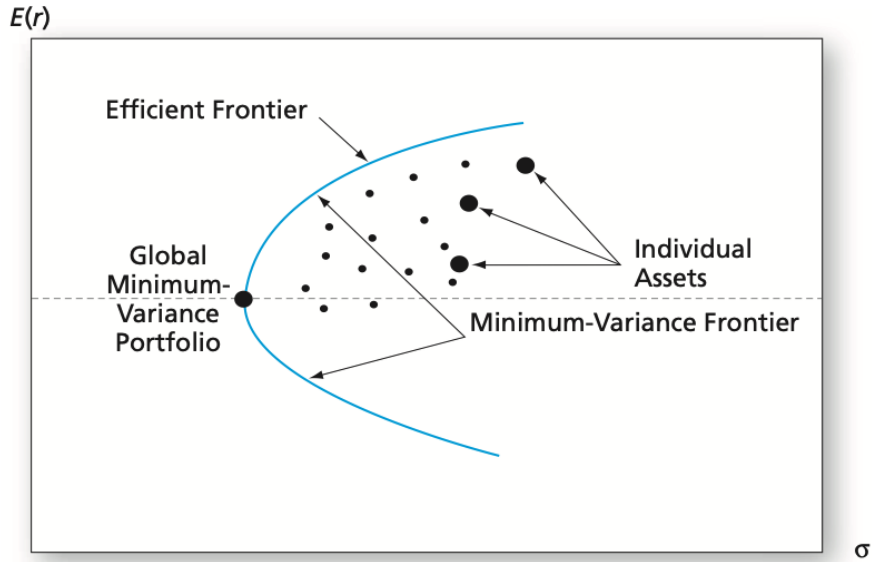 E(r)
Efficient Frontier
Global
Minimum-
Variance
Portfolio
Individual
Assets
Minimum-Variance Frontier
σ